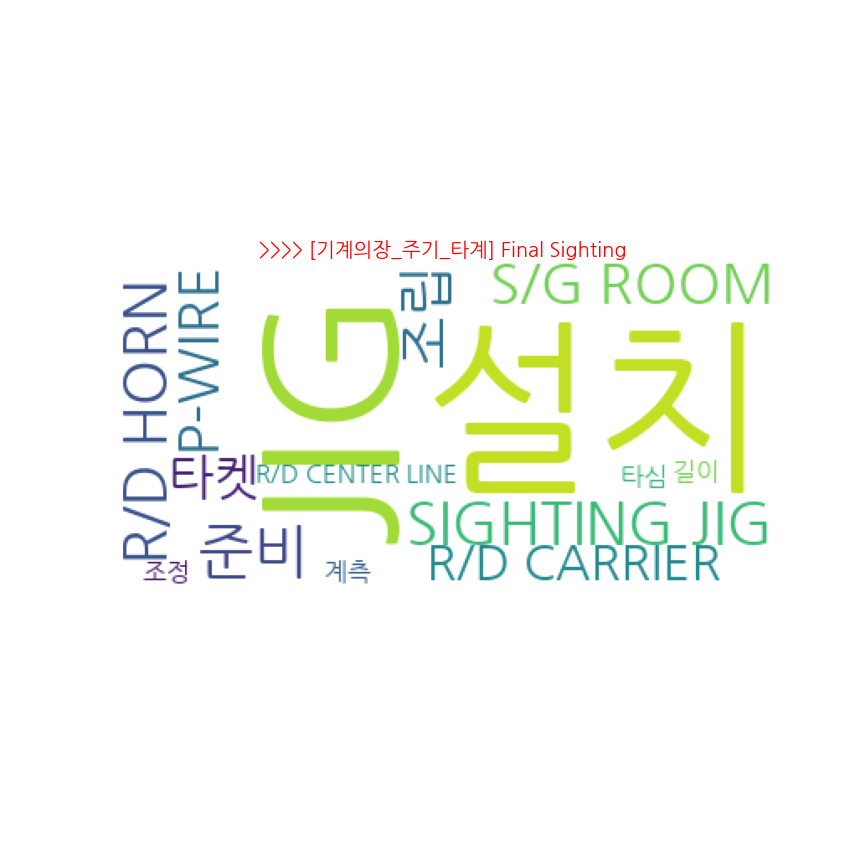 >>>> [기계의장_주기_타계] Final Sighting
R/D HORN
P-WIRE
JIG
조립
S/G ROOM
설치
타켓
R/D CENTER LINE
타심
길이
SIGHTING JIG
준비
R/D CARRIER
조정
계측